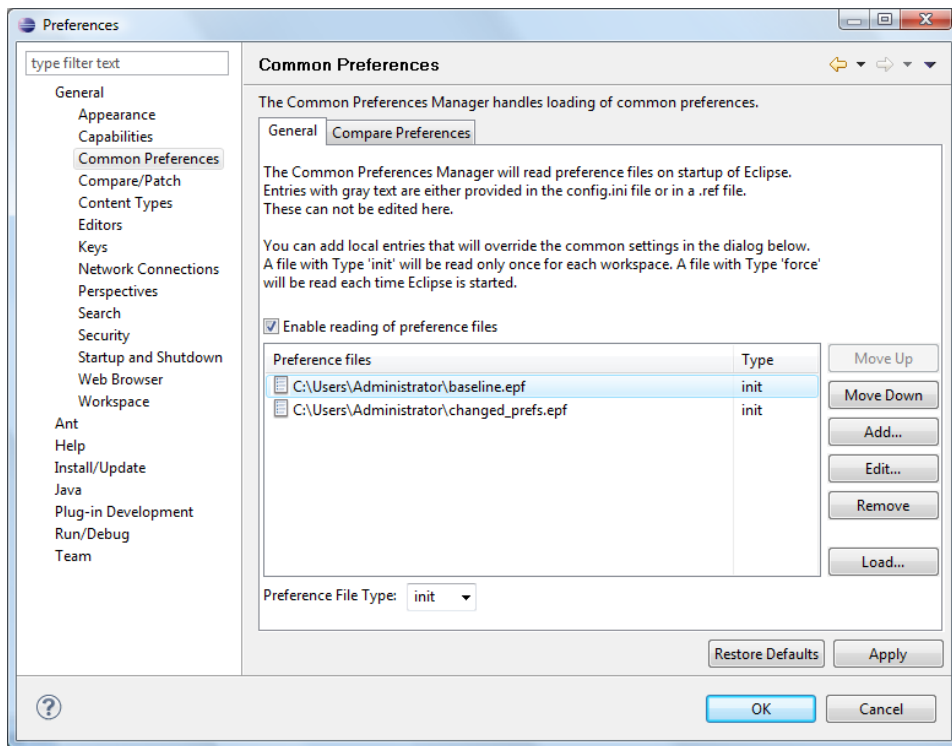 Preferences
type filter text
General
Appearance
Capabilities
Common Preferences
Compare/Patch
Content Types
Editors
Keys
Network Connections
Perspectives
Search
Security
Startup and Shutdown
Web Browser
Workspace
Ant
Help
Install/Update
Java
Plug-in Development
Run/Debug
Team
Common Preferences
The Common Preferences Manager handles loading of common preferences.
General Compare Preferences
The Common Preferences Manager will read preference files on startup of Eclipse.
Entries with gray text are either provided in the config.ini file or in a .ref file.
These can not be edited here.
You can add local entries that will override the common settings in the dialog below.
A file with Type 'init' will be read only once for each workspace. A file with Type 'force'
will be read each time Eclipse is started.
Enable reading of preference files
Preference files Type
C:\Users\Administrator\baseline.epf init
C:\Users\Administrator\changed_prefs.epf init
Move Up
Move Down
Add...
Edit...
Remove
Load...
Preference File Type: init
Restore Defaults Apply
? OK Cancel